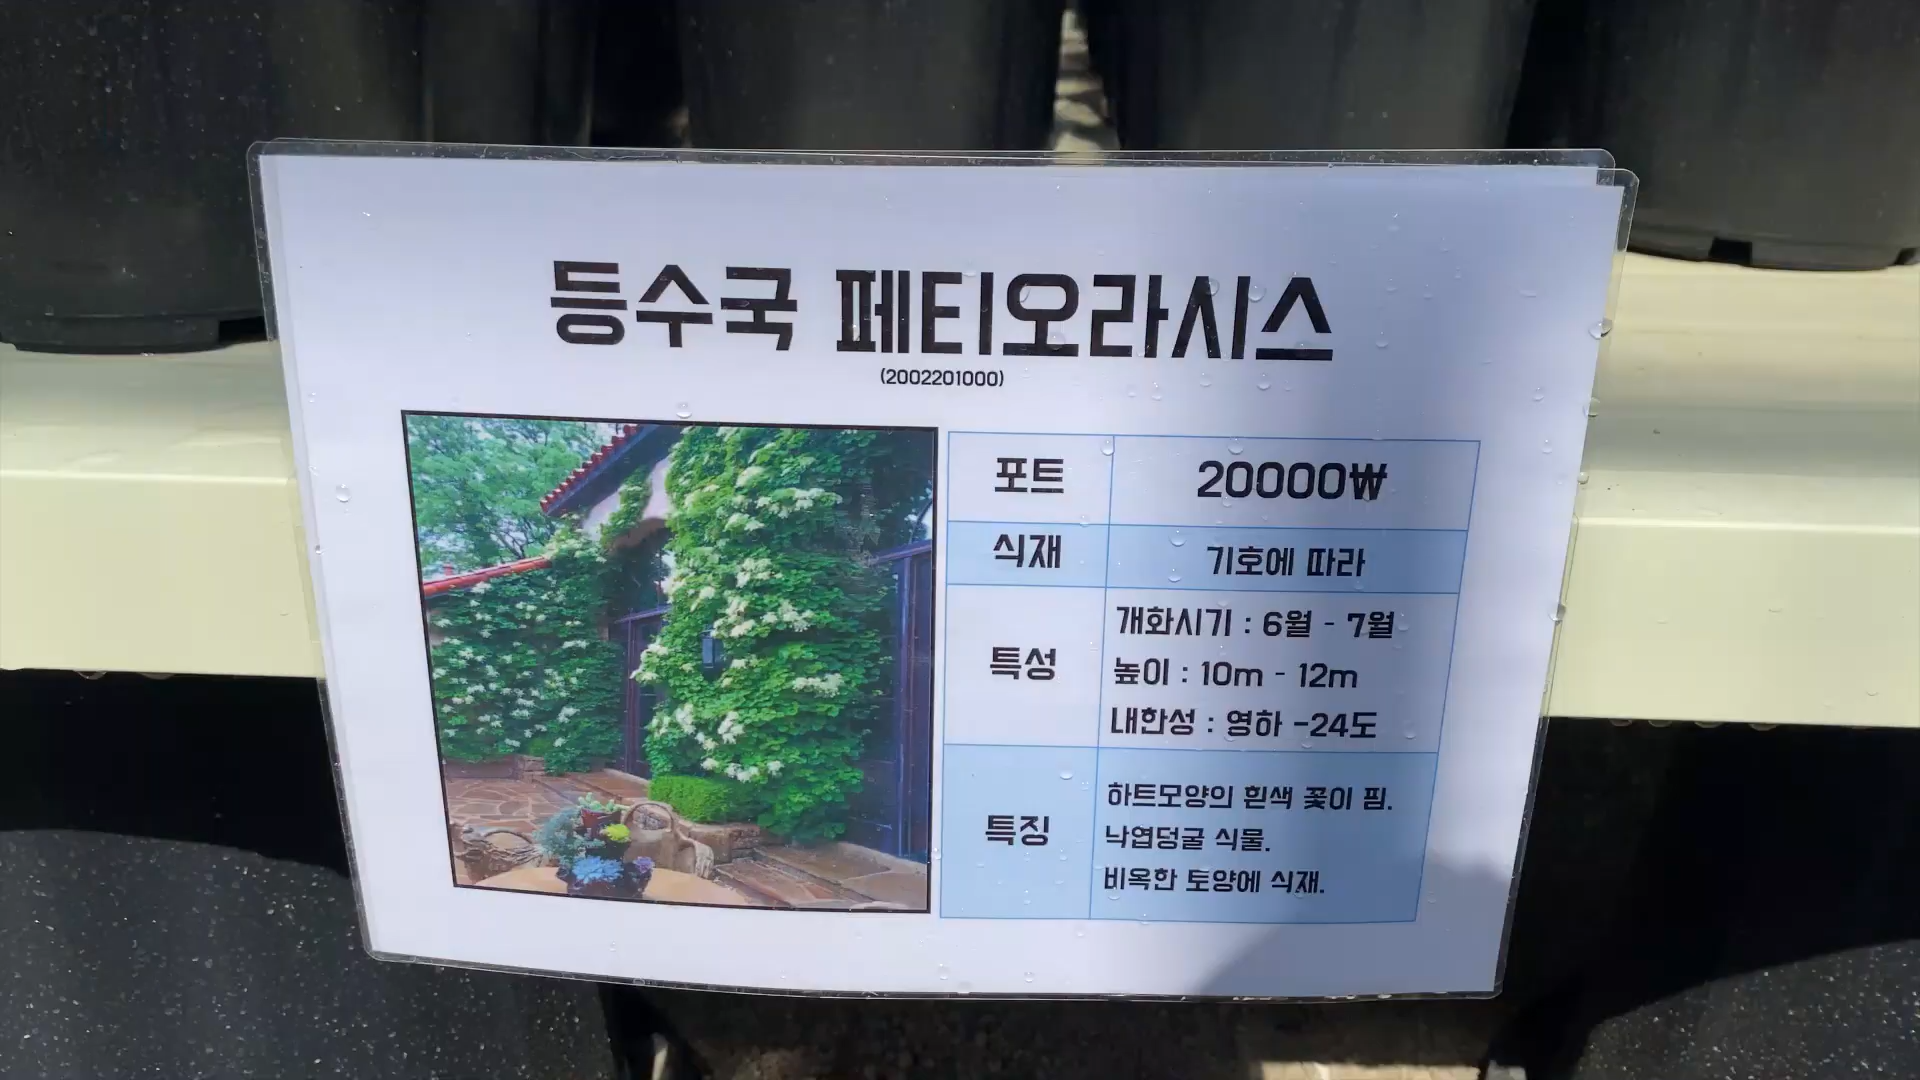 등수국 페티오라시스
(2002201000)
포트 20000₩
식재 기호에 따라
특성
개화시기 : 6월 - 7월
높이 : 10m - 12m
내한성 : 영하 -24도
특징
하트모양의 흰색 꽃이 핌.
낙엽덩굴 식물.
비옥한 토양에 식재.